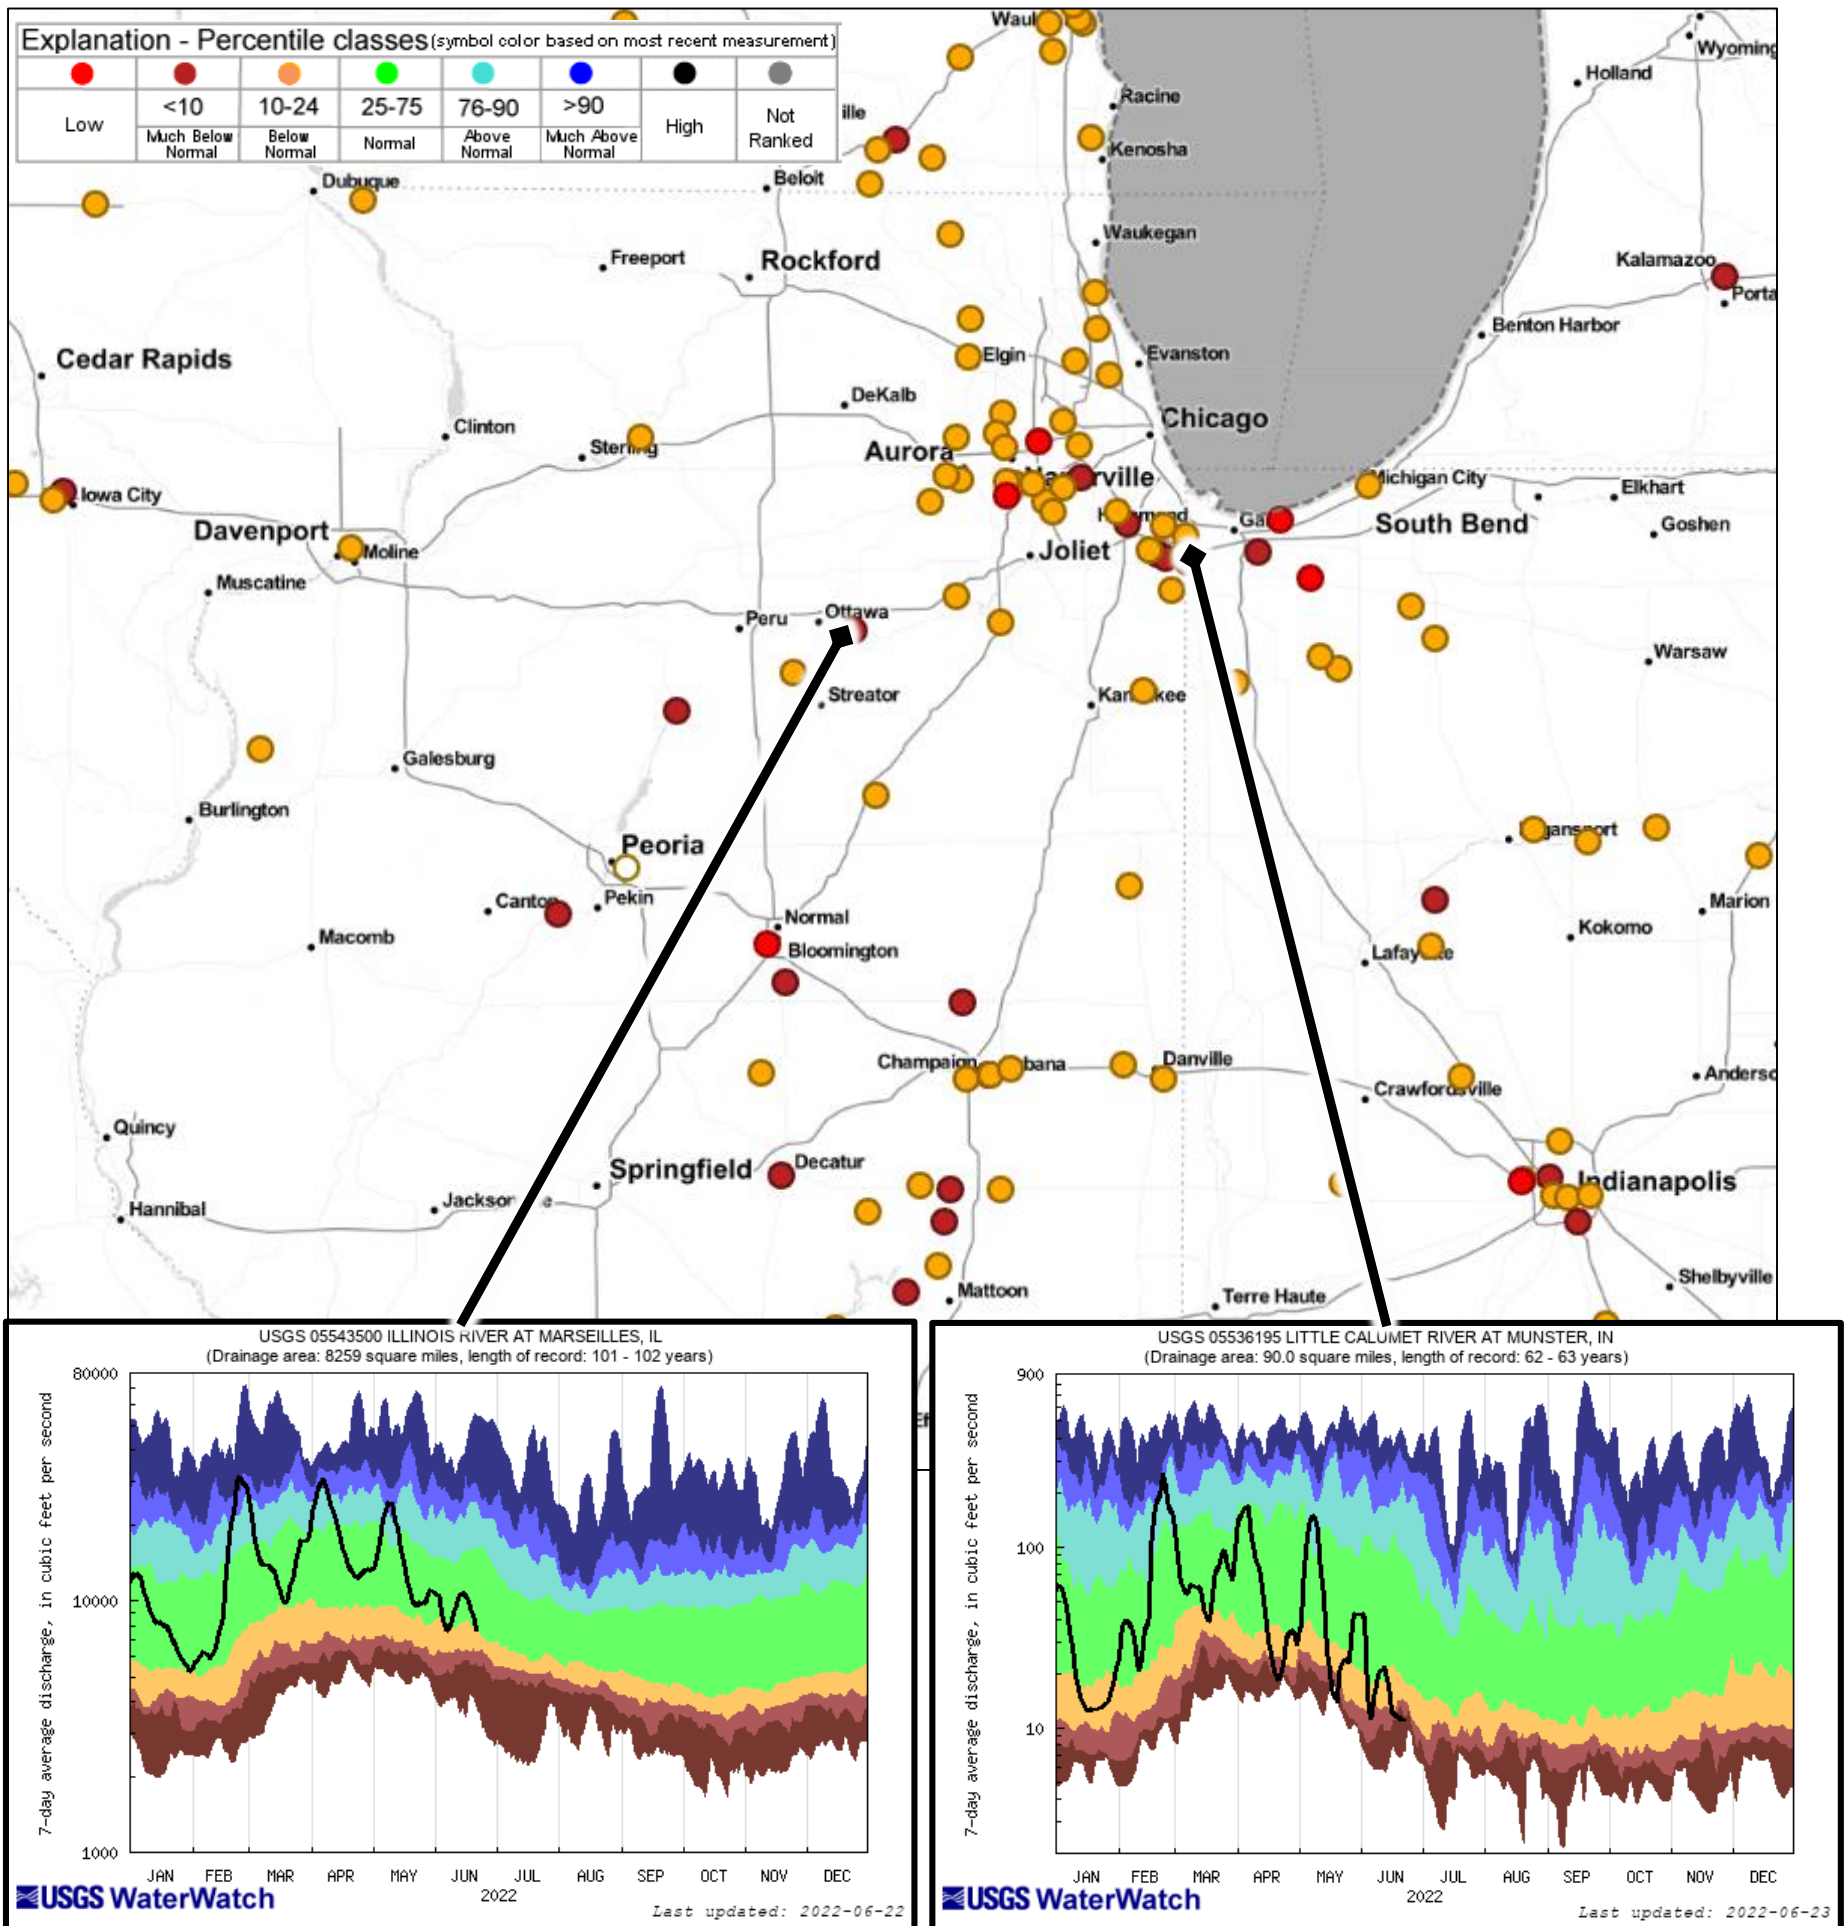 Explanation - Percentile classes (symbol color based on most recent measurement)
Low
<10
10-24
25-75
76-90
>90
High
Not Ranked
Much Below Normal
Below Normal
Normal
Above Normal
Much Above Normal
Wyoming
Holland
Racine
Kenosha
Dubuque
Beloit
Waukegan
Freeport
Rockford
Kalamazoo
Porta
Benton Harbor
Cedar Rapids
Elgin
Evanston
DeKalb
Chicago
Clinton
Sterling
Aurora
Michigan City
Elkhart
Iowa City
Davenport
South Bend
Goshen
Moline
Joliet
Muscatine
Peru
Ottawa
Warsaw
Streator
Galesburg
Burlington
Peoria
Canton
Pekin
Normal
Marion
Macomb
Bloomington
Kokomo
Champaign
bana
Danville
Crawfordsville
Anderso
Quincy
Springfield
Decatur
Indianapolis
Hannibal
Jackson
Mattoon
Terre Haute
Shelbyville
USGS 05543500 ILLINOIS RIVER AT MARSEILLES, IL
(Drainage area: 8259 square miles, length of record: 101 - 102 years)
80000
10000
1000
7-day average discharge, in cubic feet per second
JAN FEB MAR APR MAY JUN JUL AUG SEP OCT NOV DEC
2022
USGS WaterWatch
Last updated: 2022-06-22
USGS 05536195 LITTLE CALUMET RIVER AT MUNSTER, IN
(Drainage area: 90.0 square miles, length of record: 62 - 63 years)
900
100
10
7-day average discharge, in cubic feet per second
JAN FEB MAR APR MAY JUN JUL AUG SEP OCT NOV DEC
2022
USGS WaterWatch
Last updated: 2022-06-23